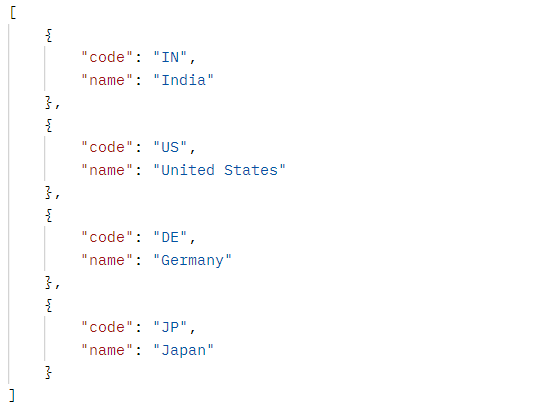 [
    {
        "code": "IN",
        "name": "India"
    },
    {
        "code": "US",
        "name": "United States"
    },
    {
        "code": "DE",
        "name": "Germany"
    },
    {
        "code": "JP",
        "name": "Japan"
    }
]